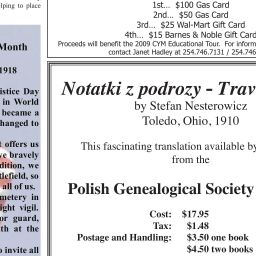 lping to place
Month
1918
istice Day
in World
became a
hanged to
t offers us
ve bravely
dition, we
tlefield, so
all of us.
metery in
ight vigil.
or guard,
th at the
o invite all
1st... $100 Gas Card
2nd... $50 Gas Card
3rd... $25 Wal-Mart Gift Card
4th... $15 Barnes & Noble Gift Card
Proceeds will benefit the 2009 CYM Educational Tour. For inform
contact Janet Hadley at 254.746.7131 / 254.746
Notatki z podrozy - Trav
by Stefan Nesterowicz
Toledo, Ohio, 1910
This fascinating translation available by
from the
Polish Genealogical Society
Cost: $17.95
Tax: $1.48
Postage and Handling: $3.50 one book
$4.50 two books